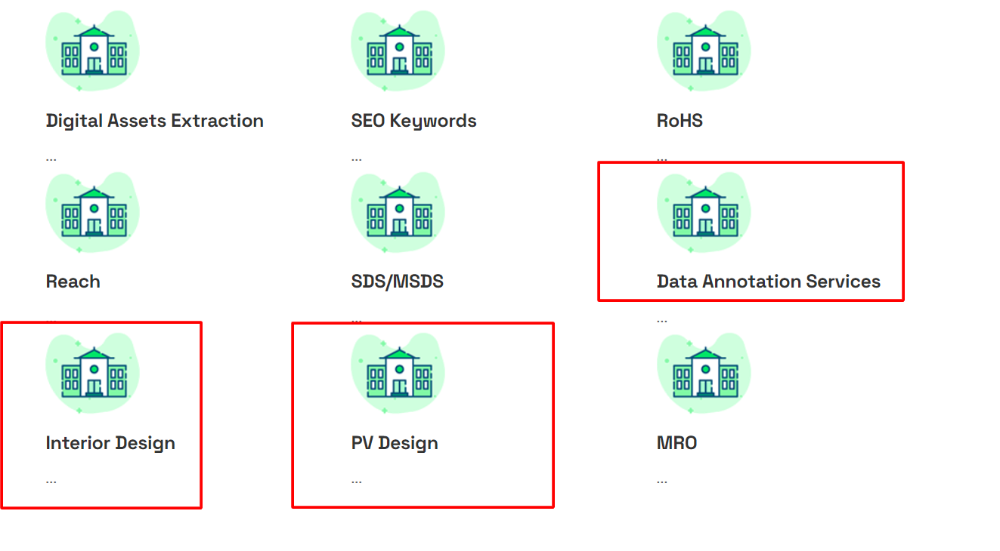 Digital Assets Extraction
SEO Keywords
RoHS
...
...
...
Reach
SDS/MSDS
Data Annotation Services
...
...
...
Interior Design
PV Design
MRO
...
...
...